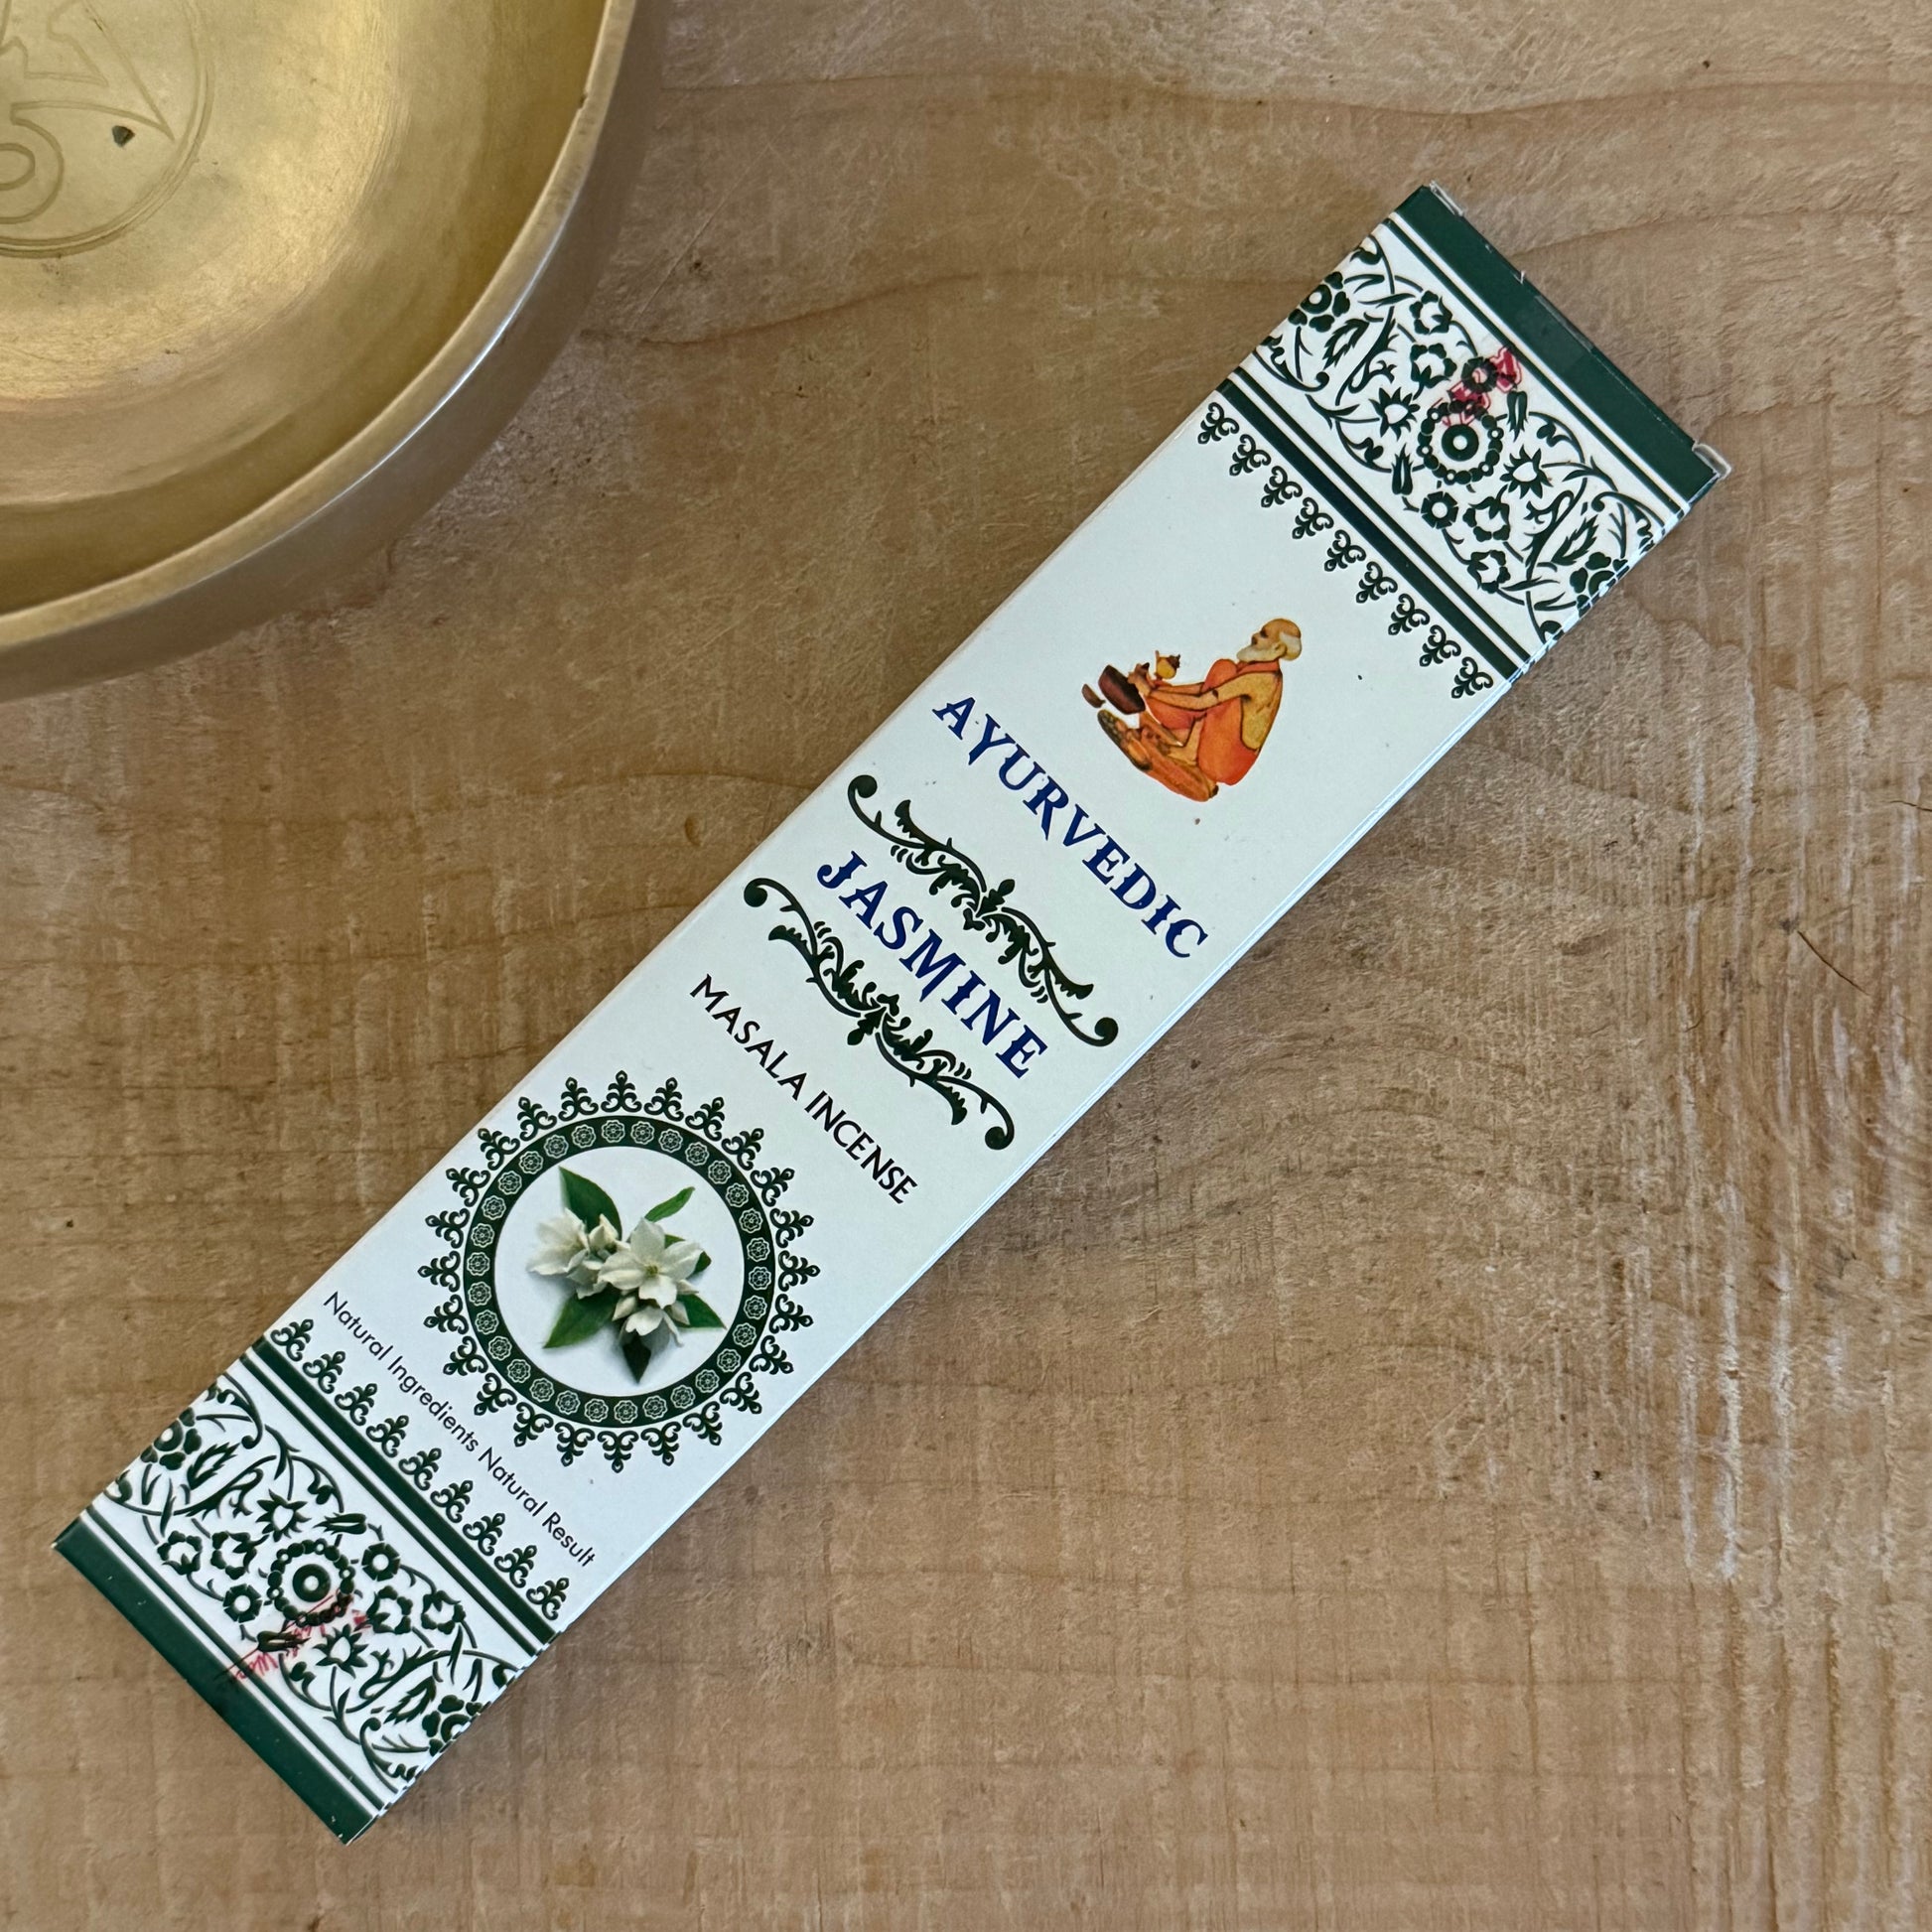 AYURVEDIC
JASMINE
MASALA INCENSE
Natural Ingredients Natural Result